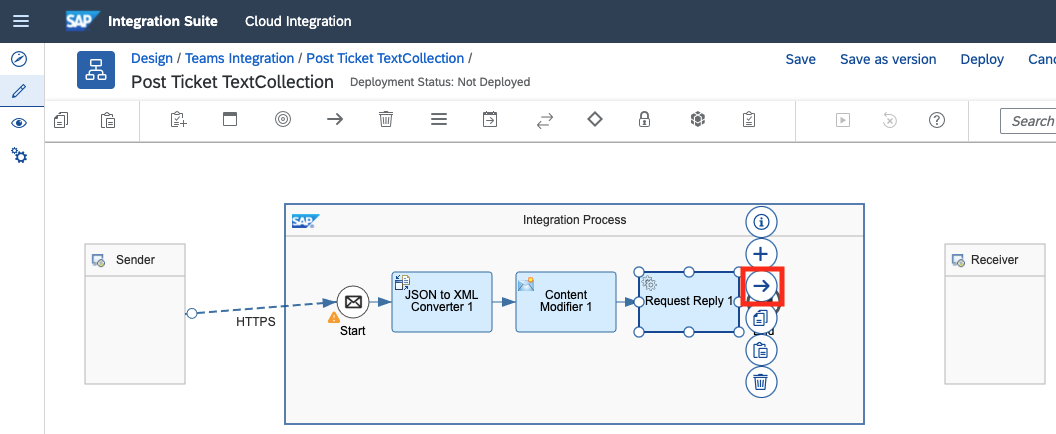 SAP Integration Suite Cloud Integration
Design / Teams Integration / Post Ticket TextCollection /
Post Ticket TextCollection Deployment Status: Not Deployed
Save Save as version Deploy
Search
SAP Integration Process
Sender
Receiver
HTTPS
Start
JSON to XML
Converter 1
Content
Modifier 1
Request Reply 1